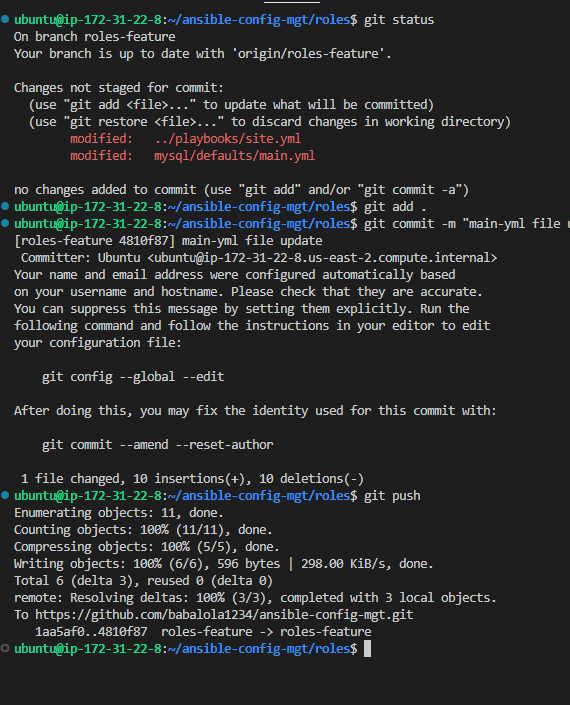 ubuntu@ip-172-31-22-8:~/ansible-config-mgt/roles$ git status
On branch roles-feature
Your branch is up to date with 'origin/roles-feature'.
Changes not staged for commit:
(use "git add <file>..." to update what will be committed)
(use "git restore <file>..." to discard changes in working directory)
modified:   ../playbooks/site.yml
modified:   mysql/defaults/main.yml
no changes added to commit (use "git add" and/or "git commit -a")
ubuntu@ip-172-31-22-8:~/ansible-config-mgt/roles$ git add .
ubuntu@ip-172-31-22-8:~/ansible-config-mgt/roles$ git commit -m "main-yml file
[roles-feature 4810f87] main-yml file update
Committer: Ubuntu <ubuntu@ip-172-31-22-8.us-east-2.compute.internal>
Your name and email address were configured automatically based
on your username and hostname. Please check that they are accurate.
You can suppress this message by setting them explicitly. Run the
following command and follow the instructions in your editor to edit
your configuration file:
git config --global --edit
After doing this, you may fix the identity used for this commit with:
git commit --amend --reset-author
1 file changed, 10 insertions(+), 10 deletions(-)
ubuntu@ip-172-31-22-8:~/ansible-config-mgt/roles$ git push
Enumerating objects: 11, done.
Counting objects: 100% (11/11), done.
Compressing objects: 100% (5/5), done.
Writing objects: 100% (6/6), 596 bytes | 298.00 KiB/s, done.
Total 6 (delta 3), reused 0 (delta 0)
remote: Resolving deltas: 100% (3/3), completed with 3 local objects.
To https://github.com/babalola1234/ansible-config-mgt.git
1aa5af0..4810f87  roles-feature -> roles-feature
ubuntu@ip-172-31-22-8:~/ansible-config-mgt/roles$